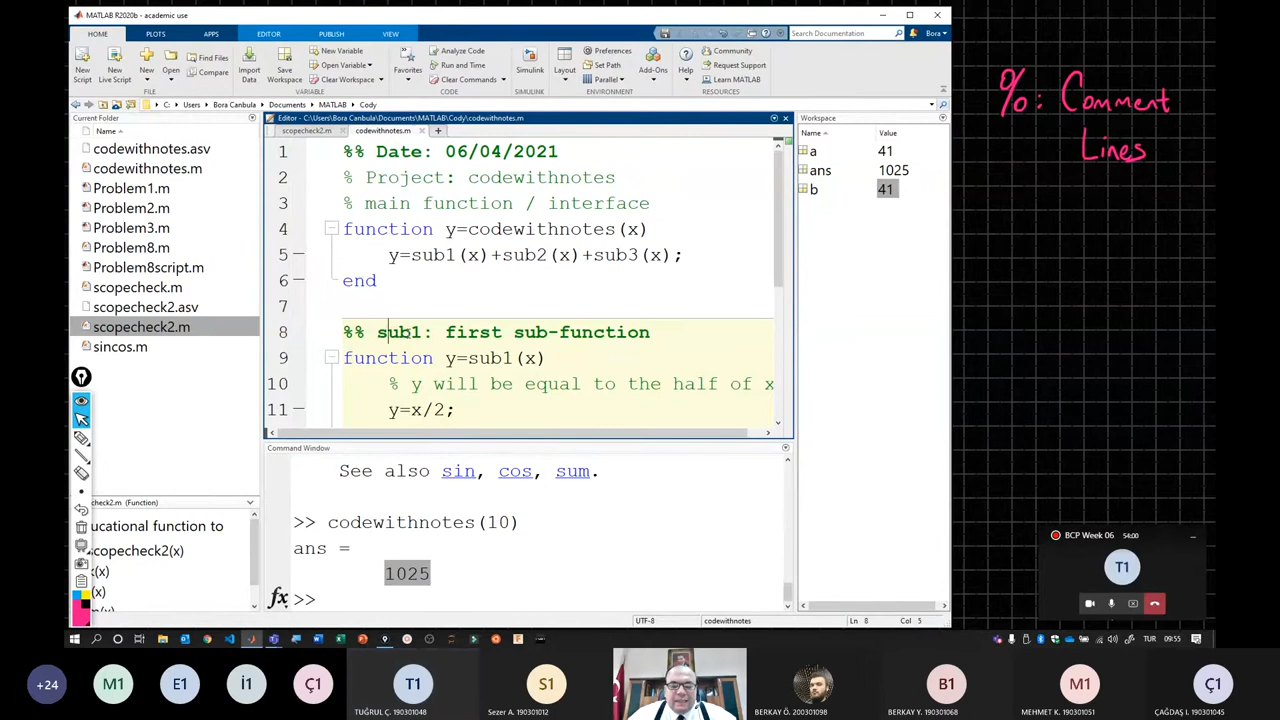 MATLAB R2020b - academic use
HOME
PLOTS
APPS
EDITOR
PUBLISH
VIEW
Search Documentation
Bora
New Script
New Live Script
New
Open
Find Files
Compare
Import Data
Save Workspace
New Variable
Open Variable
Clear Workspace
Favorites
Analyze Code
Run and Time
Clear Commands
Simulink
Layout
Preferences
Set Path
Parallel
Add-Ons
Help
Community
Request Support
Learn MATLAB
FILE
VARIABLE
CODE
SIMULINK
ENVIRONMENT
RESOURCES
C: Users Bora Canbula Documents MATLAB Cody
Current Folder
Name
codewithnotes.asv
codewithnotes.m
Problem1.m
Problem2.m
Problem3.m
Problem8.m
Problem8script.m
scopecheck.m
scopecheck2.asv
scopecheck2.m
sincos.m
check2.m (Function)
ucational function to
copecheck2(x)
(x)
(x)
Editor - C:\Users\Bora Canbula\Documents\MATLAB\Cody\codewithnotes.m
scopecheck2.m
codewithnotes.m
1 %% Date: 06/04/2021
2 % Project: codewithnotes
3 % main function / interface
4 function y=codewithnotes(x)
5 y=sub1(x)+sub2(x)+sub3(x);
6 end
7
8 %% sub1: first sub-function
9 function y=sub1(x)
10 % y will be equal to the half of x
11 y=x/2;
Command Window
See also sin, cos, sum.
>> codewithnotes(10)
ans =
1025
fx >>
Workspace
Name Value
a 41
ans 1025
b 41
UTF-8
codewithnotes
Ln 8 Col 5
%: Comment
Lines
BCP Week 06 54:00
T1
TUR 09:55
+24
M1
E1
İ1
Ç1
T1
TUĞRUL Ç. 190301048
S1
Sezer A. 190301012
BERKAY Ö. 200301098
B1
BERKAY Y. 190301068
M1
MEHMET K. 190301051
Ç1
ÇAĞDAŞ İ. 190301045